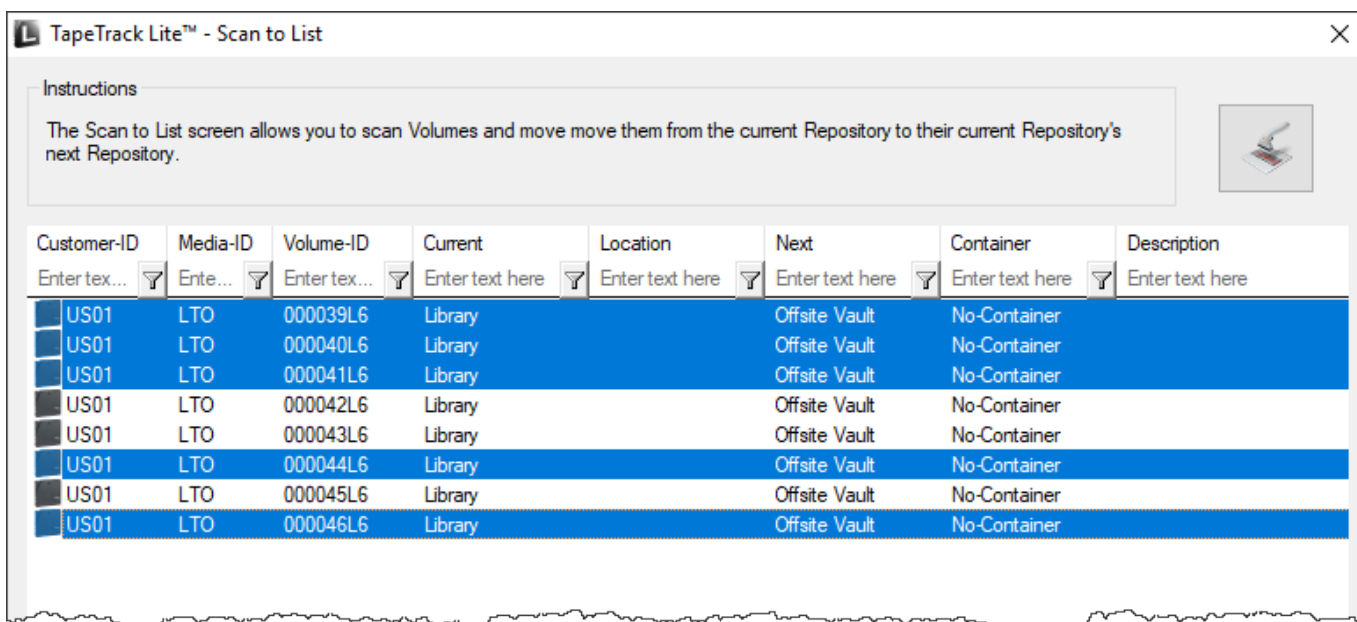 TapeTrack Lite™ - Scan to List
Instructions
The Scan to List screen allows you to scan Volumes and move move them from the current Repository to their current Repository's
next Repository.
Customer-ID Media-ID Volume-ID Current Location Next Container Description
Enter tex... Ente... Enter tex... Enter text here Enter text here Enter text here Enter text here Enter text here
US01 LTO 000039L6 Library Offsite Vault No-Container
US01 LTO 000040L6 Library Offsite Vault No-Container
US01 LTO 000041L6 Library Offsite Vault No-Container
US01 LTO 000042L6 Library Offsite Vault No-Container
US01 LTO 000043L6 Library Offsite Vault No-Container
US01 LTO 000044L6 Library Offsite Vault No-Container
US01 LTO 000045L6 Library Offsite Vault No-Container
US01 LTO 000046L6 Library Offsite Vault No-Container